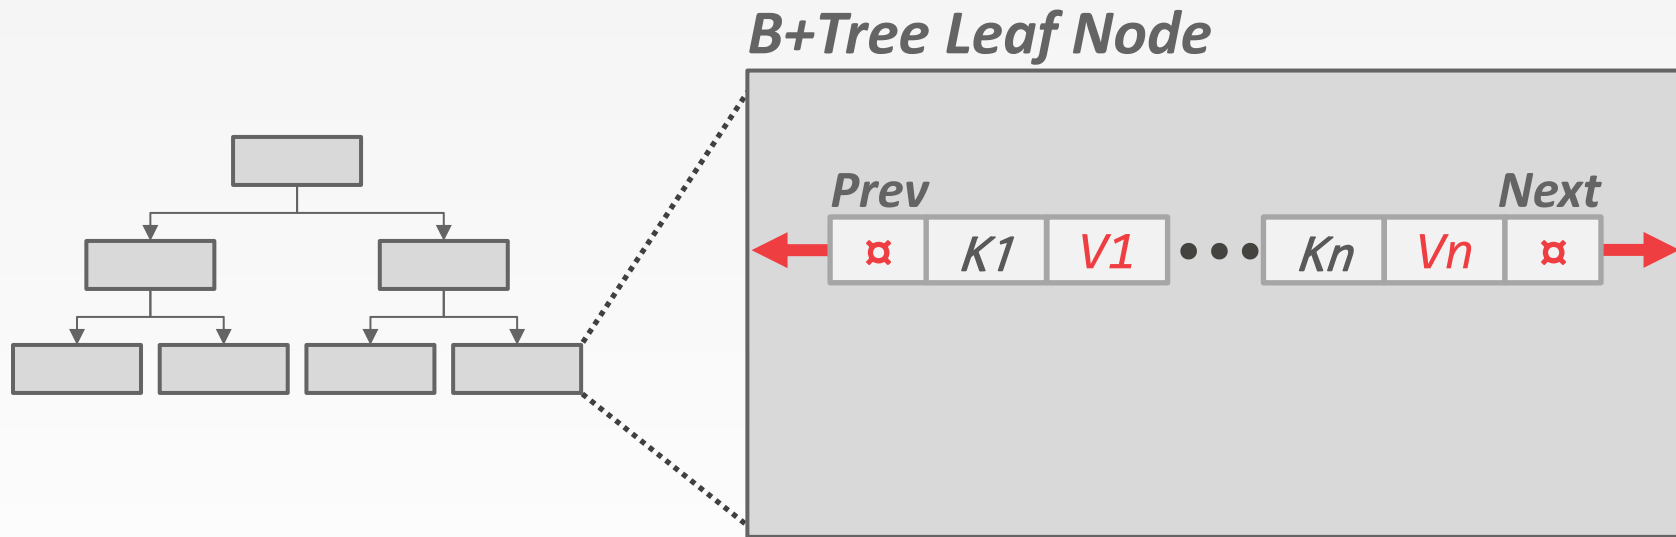 B+Tree Leaf Node
Prev Next
¤ K1 V1 ••• Kn Vn ¤